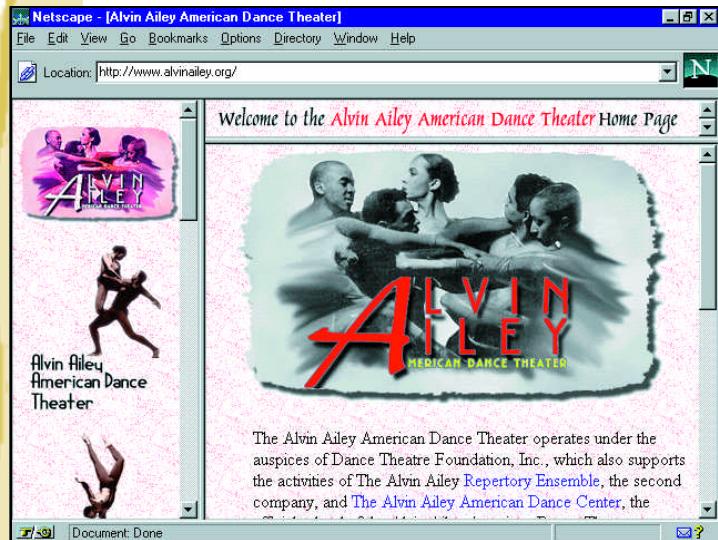 Netscape - [Alvin Ailey American Dance Theater]
File Edit View Go Bookmarks Options Directory Window Help
Location: http://www.alvinailey.org/
N
ALVIN
AILEY
AMERICAN DANCE THEATER
Alvin Ailey
American Dance
Theater
Welcome to the Alvin Ailey American Dance Theater Home Page
ALVIN
AILEY
MERICAN DANCE THEATER
The Alvin Ailey American Dance Theater operates under the
auspices of Dance Theatre Foundation, Inc., which also supports
the activities of The Alvin Ailey Repertory Ensemble, the second
company, and The Alvin Ailey American Dance Center, the
Document: Done